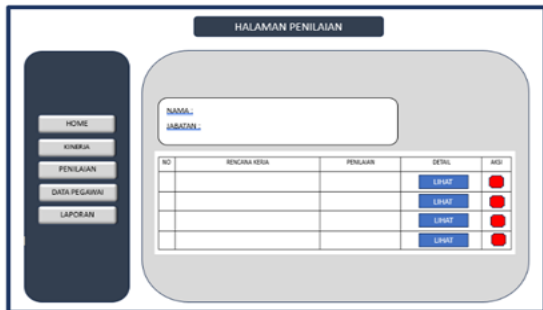 HALAMAN PENILAIAN
HOME
KINERJA
PENILAIAN
DATA PEGAWAI
LAPORAN
NAMA :
JABATAN :
NO RENCANA KERJA PENILAIAN DETAIL AKSI
LIHAT
LIHAT
LIHAT
LIHAT